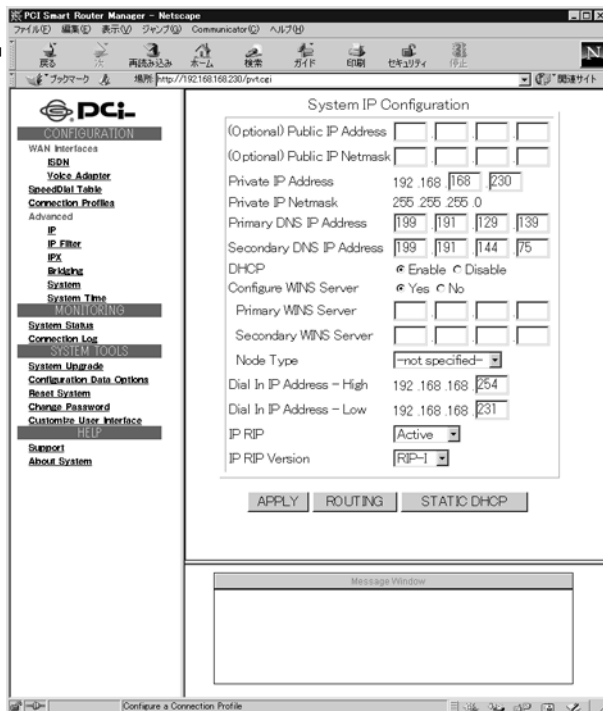 PCI Smart Router Manager - Netscape
ファイル(F) 編集(E) 表示(V) ジャンプ(G) Communicator(C) ヘルプ(H)
戻る 次 再読み込み ホーム 検索 ガイド 印刷 セキュリティ 停止
N
ブックマーク 場所: http://192.168.168.230/pvt.cgi 関連サイト
PCi
CONFIGURATION
WAN Interfaces
ISDN
Voice Adapter
SpeedDial Table
Connection Profiles
Advanced
IP
IP Filter
IPX
Bridging
System
System Time
MONITORING
System Status
Connection Log
SYSTEM TOOLS
System Upgrade
Configuration Data Options
Reset System
Change Password
Customize User Interface
HELP
Support
About System
System IP Configuration
(Optional) Public IP Address . . .
(Optional) Public IP Netmask . . .
Private IP Address 192 .168 .168 .230
Private IP Netmask 255 .255 .255 .0
Primary DNS IP Address 199 .191 .129 .139
Secondary DNS IP Address 199 .191 .144 .75
DHCP Enable Disable
Configure WINS Server Yes No
Primary WINS Server . . .
Secondary WINS Server . . .
Node Type -not specified-
Dial In IP Address - High 192 .168 .168 .254
Dial In IP Address - Low 192 .168 .168 .231
IP RIP Active
IP RIP Version RIP-I
APPLY ROUTING STATIC DHCP
Message Window
Configure a Connection Profile